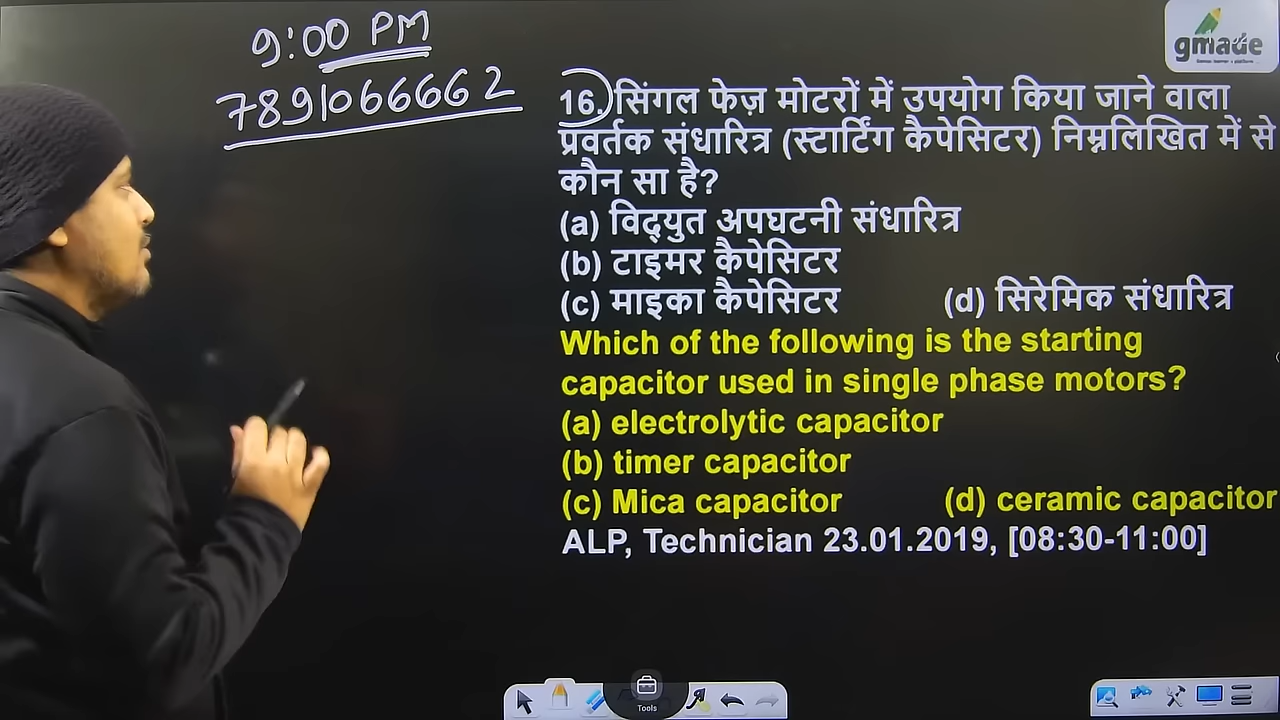 9:00 PM
7891066662
gmade
16. सिंगल फेज़ मोटरों में उपयोग किया जाने वाला
प्रवर्तक संधारित्र (स्टार्टिंग कैपेसिटर) निम्नलिखित में से
कौन सा है?
(a) विद्युत अपघटनी संधारित्र
(b) टाइमर कैपेसिटर
(c) माइका कैपेसिटर (d) सिरेमिक संधारित्र
Which of the following is the starting
capacitor used in single phase motors?
(a) electrolytic capacitor
(b) timer capacitor
(c) Mica capacitor (d) ceramic capacitor
ALP, Technician 23.01.2019, [08:30-11:00]
Tools